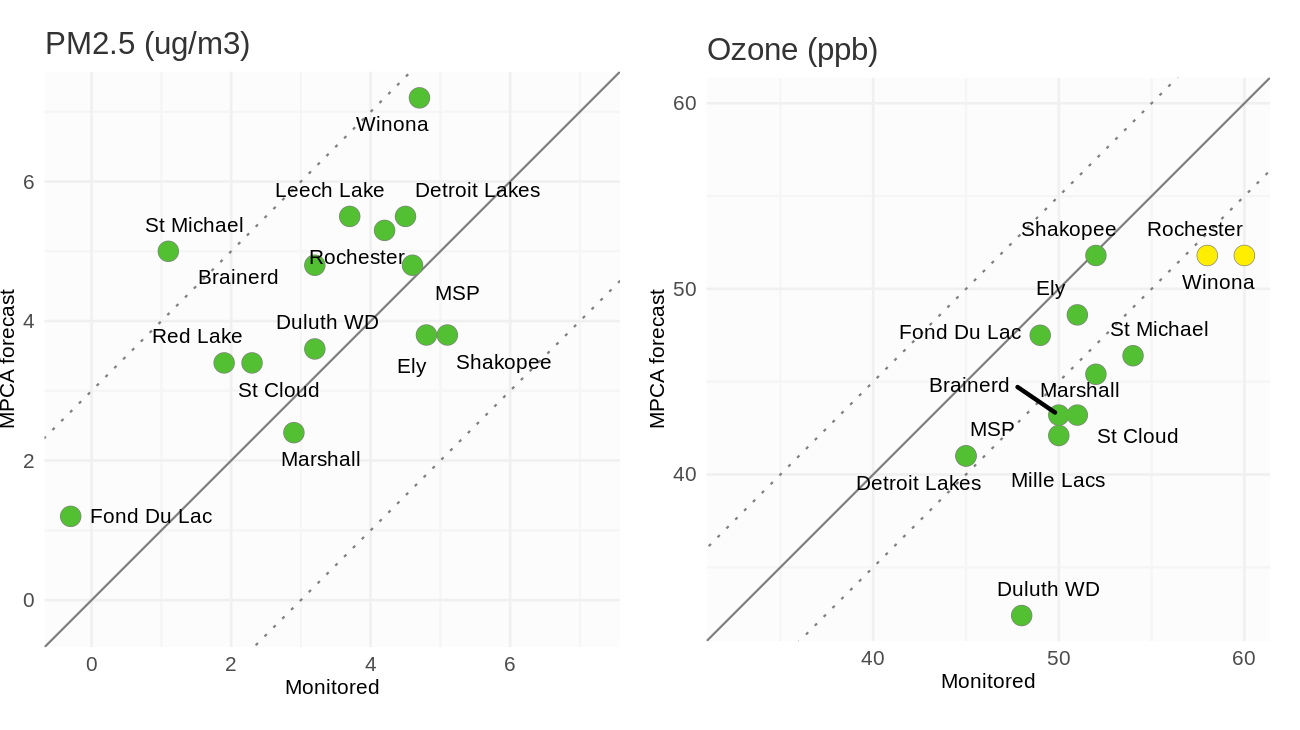 PM2.5 (ug/m3)
Winona
6
Leech Lake
Detroit Lakes
St Michael
Rochester
Brainerd
MSP
4
Duluth WD
Red Lake
Ely
Shakopee
St Cloud
2
Marshall
Fond Du Lac
0
0
2
4
6
Monitored
MPCA forecast
Ozone (ppb)
60
Shakopee
Rochester
Winona
50
Ely
St Michael
Fond Du Lac
Brainerd
Marshall
MSP
St Cloud
40
Detroit Lakes
Mille Lacs
Duluth WD
40
50
60
Monitored
MPCA forecast